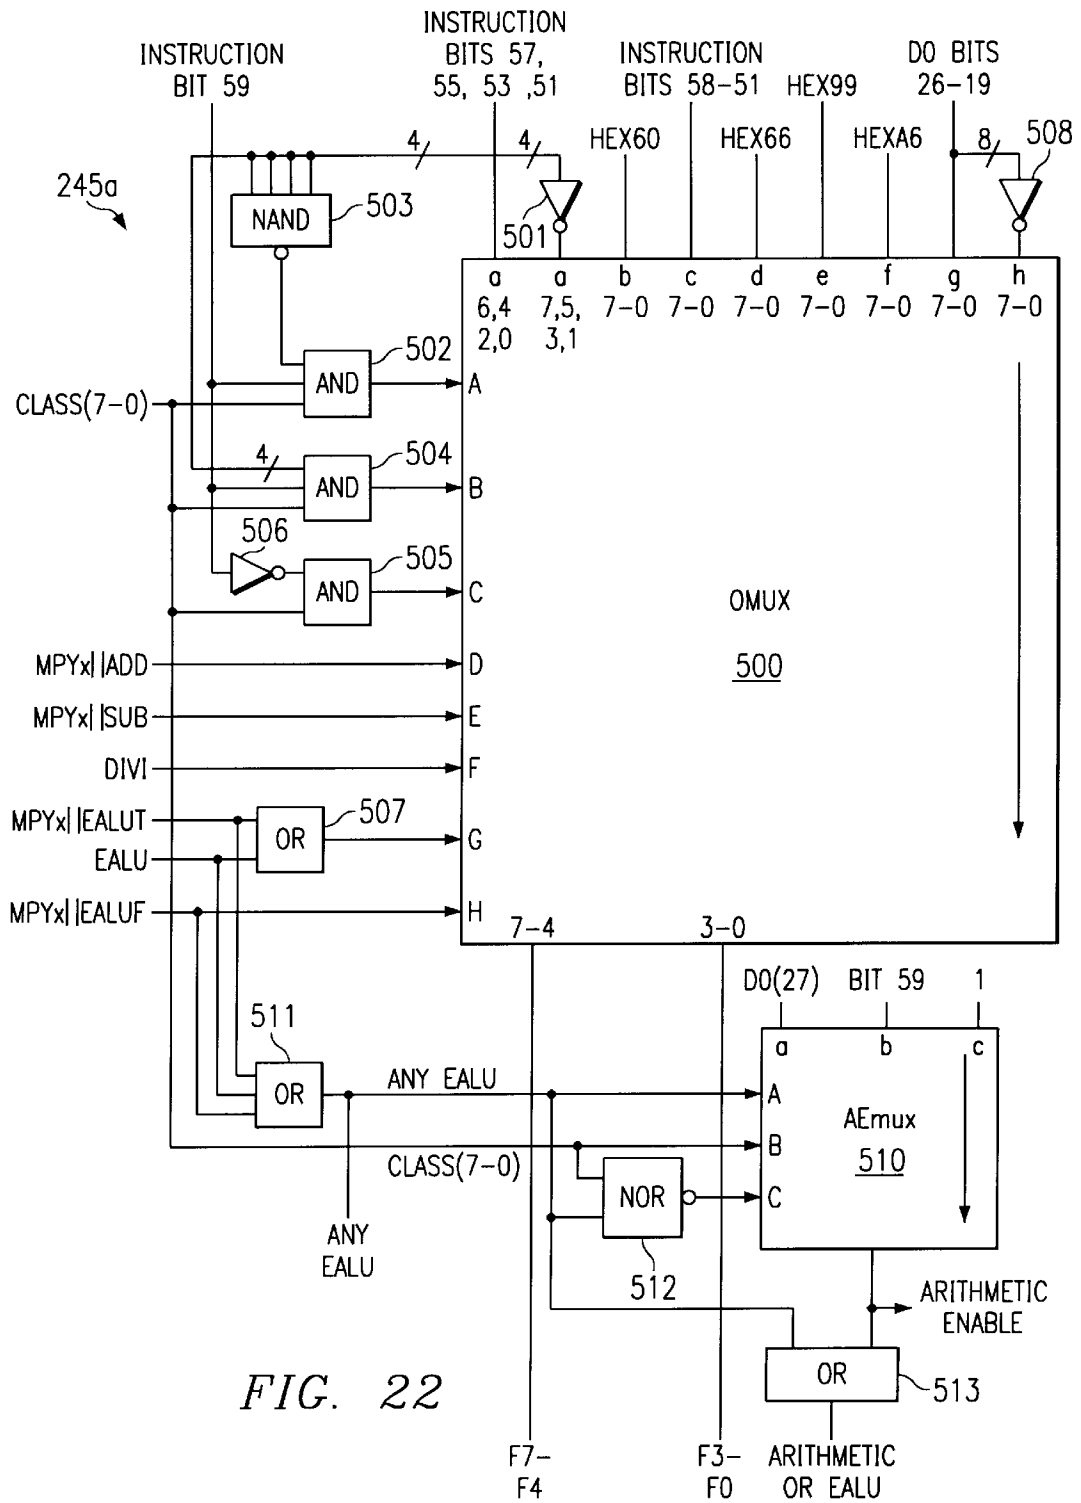 INSTRUCTION
BIT 59
INSTRUCTION
BITS 57,
55, 53 ,51
INSTRUCTION
BITS 58-51
HEX99
D0 BITS
26-19
HEX60
HEX66
HEXA6
4
4
8
508
245a
NAND
503
501
a
a
b
c
d
e
f
g
h
6,4
2,0
7,5,
3,1
7-0
7-0
7-0
7-0
7-0
7-0
7-0
502
AND
A
CLASS(7-0)
4
504
AND
B
506
505
AND
C
OMUX
500
MPYx||ADD
D
MPYx||SUB
E
DIVI
F
MPYx||EALUT
507
OR
G
EALU
MPYx||EALUF
H
7-4
3-0
D0(27)
BIT 59
1
a
b
c
511
OR
ANY EALU
A
AEmux
510
B
CLASS(7-0)
NOR
C
512
ANY
EALU
ARITHMETIC
ENABLE
OR
513
FIG. 22
F7-
F4
F3-
F0
ARITHMETIC
OR EALU